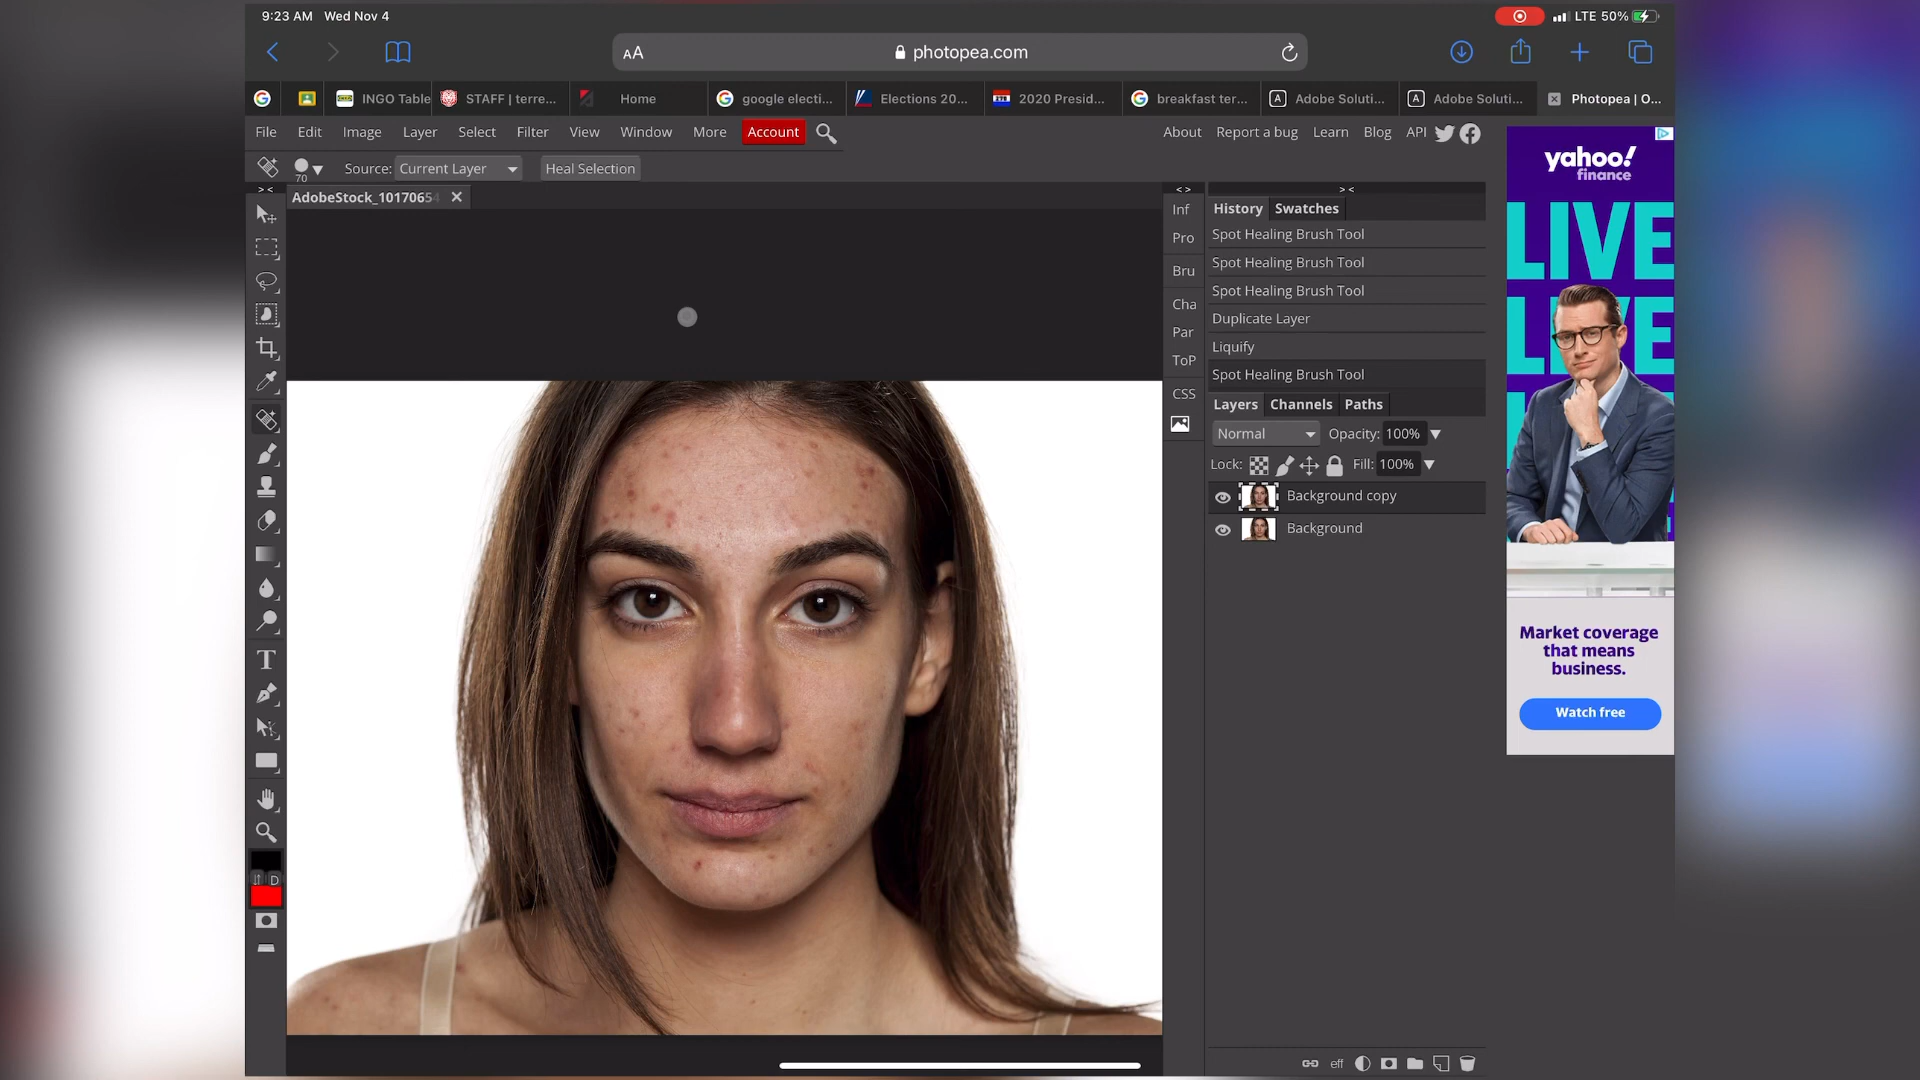 9:23 AM Wed Nov 4
LTE 50%
AA photopea.com
INGO Table
STAFF | terre...
Home
google electi...
Elections 20...
2020 Presid...
breakfast ter...
Adobe Soluti...
Adobe Soluti...
Photopea | O...
File Edit Image Layer Select Filter View Window More Account
About Report a bug Learn Blog API
70 Source: Current Layer Heal Selection
> <
AdobeStock_10170654
< >
> <
Inf
Pro
Bru
Cha
Par
ToP
CSS
History Swatches
Spot Healing Brush Tool
Spot Healing Brush Tool
Spot Healing Brush Tool
Duplicate Layer
Liquify
Spot Healing Brush Tool
Layers Channels Paths
Normal Opacity: 100%
Lock: Fill: 100%
Background copy
Background
T
D
eff
yahoo!
finance
LIVE
LIVE
Market coverage
that means
business.
Watch free